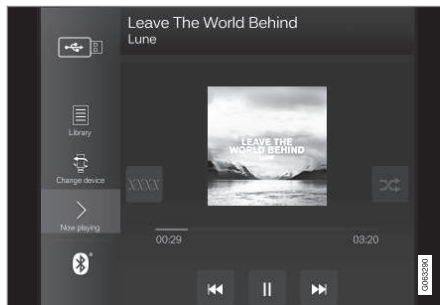 Leave The World Behind
Lune
Library
Change device
Now playing
LEAVE THE
WORLD BEHIND
LUNE
XXXX
00:29
03:20
G063290